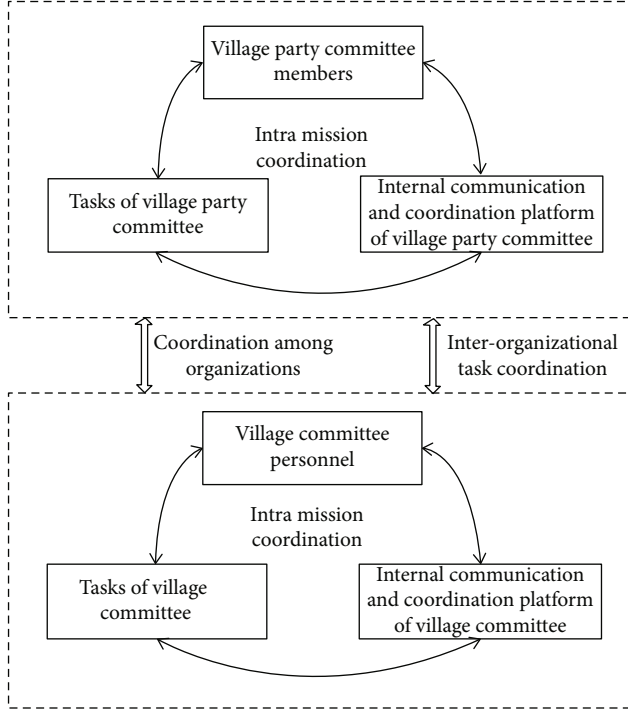 Village party committee
members
Intra mission
coordination
Tasks of village party
committee
Internal communication
and coordination platform
of village party committee
Coordination among
organizations
Inter-organizational
task coordination
Village committee
personnel
Intra mission
coordination
Tasks of village
committee
Internal communication
and coordination platform
of village committee